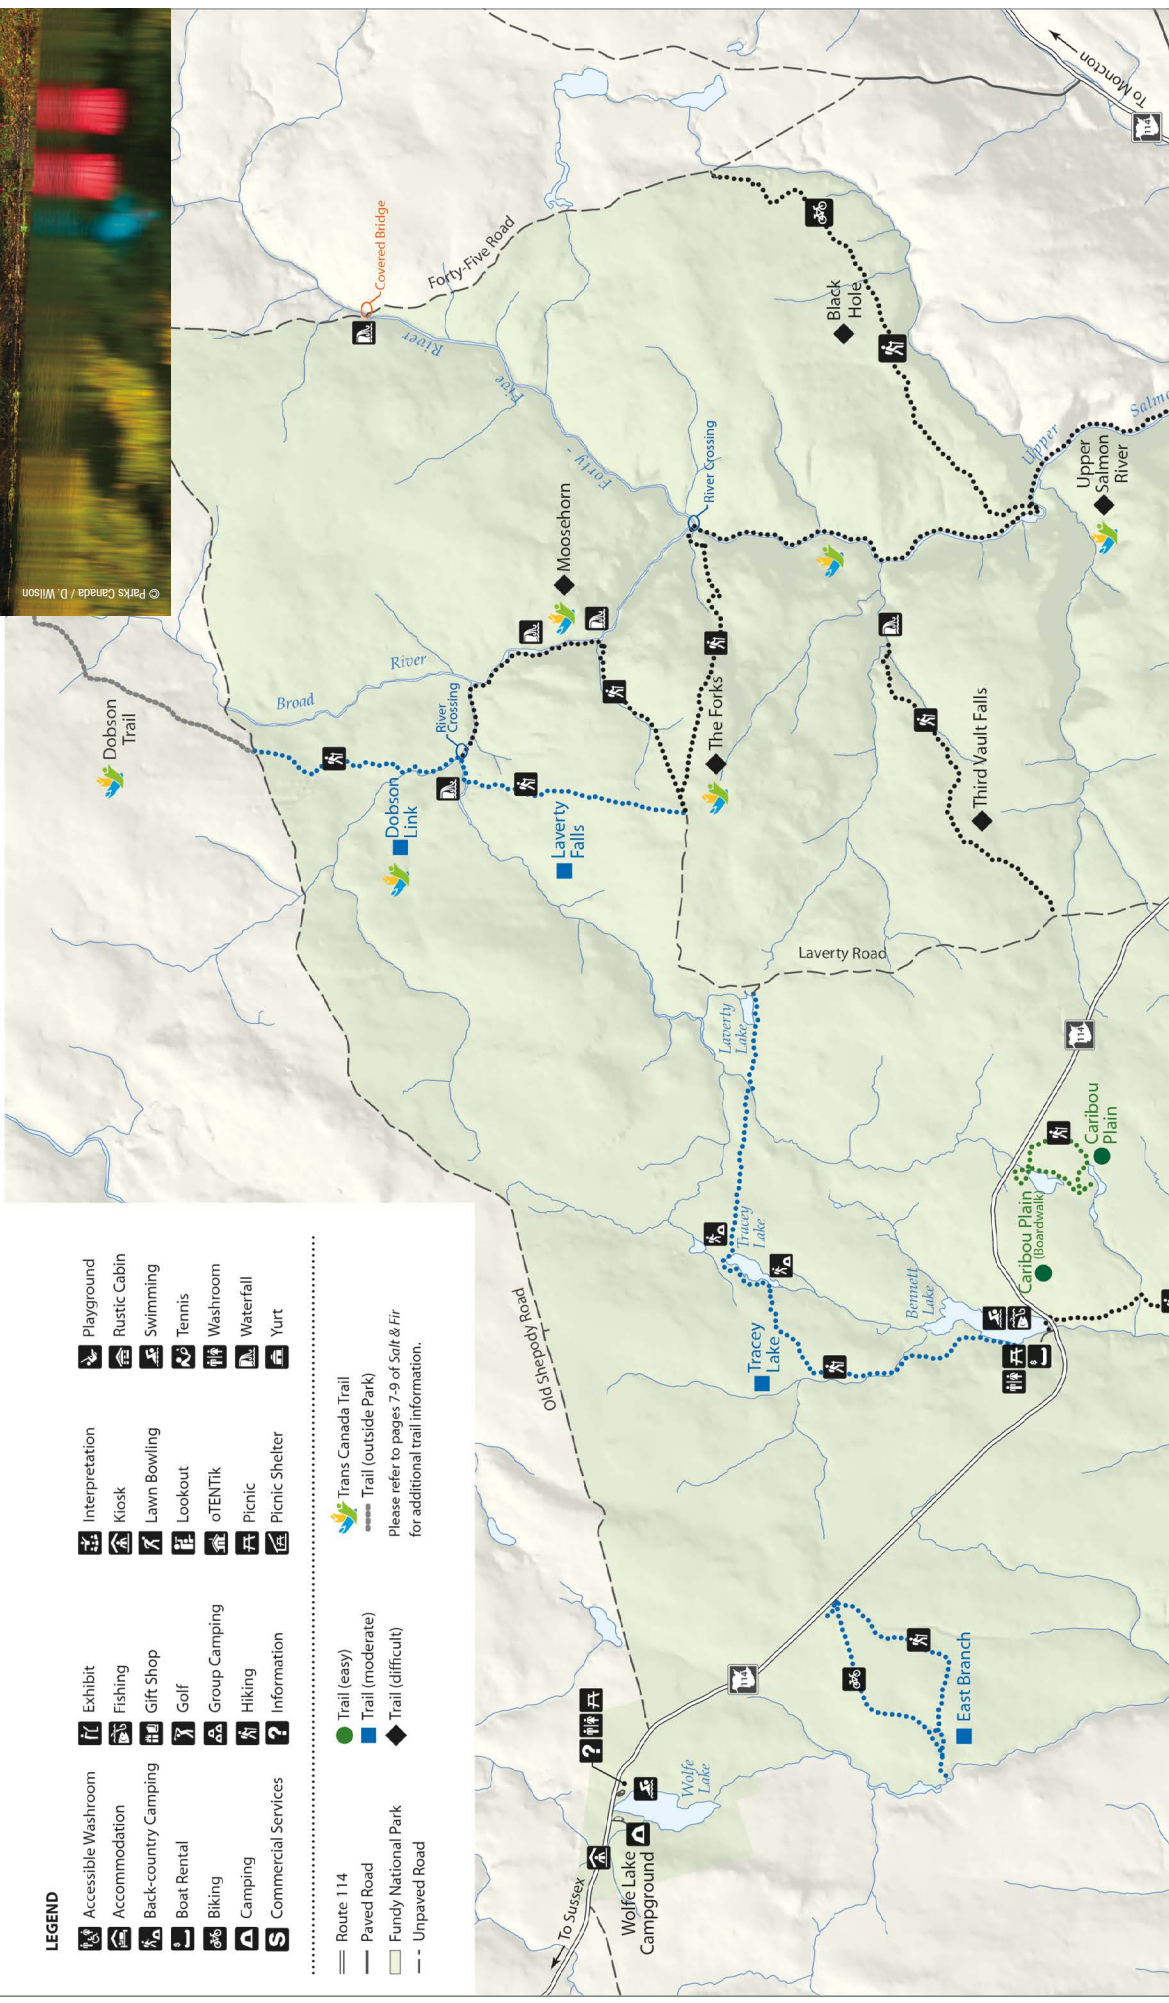 LEGEND
Accessible Washroom
Accommodation
Back-country Camping
Boat Rental
Biking
Camping
Commercial Services
Exhibit
Fishing
Gift Shop
Golf
Group Camping
Hiking
Information
Interpretation
Kiosk
Lawn Bowling
Lookout
oTENTik
Picnic
Picnic Shelter
Playground
Rustic Cabin
Swimming
Tennis
Washroom
Waterfall
Yurt
Route 114
Paved Road
Fundy National Park
Unpaved Road
Trail (easy)
Trail (moderate)
Trail (difficult)
Trans Canada Trail
Trail (outside Park)
Please refer to pages 7-9 of Salt & Fir
for additional trail information.
© Parks Canada / D. Wilson
Dobson
Trail
Broad
River
River
Crossing
Dobson
Link
Laverty
Falls
Moosehorn
Covered Bridge
Forty-Five Road
River
Five
Forty -
River Crossing
The Forks
Black
Hole
To Moncton
114
Upper
Salmo
Upper
Salmon
River
Third Vault Falls
Laverty Road
Laverty
Lake
114
Caribou
Plain
Caribou Plain
(Boardwalk)
Tracey
Lake
Bennett
Lake
Tracey
Lake
Old Shepody Road
114
East Branch
Wolfe
Lake
Wolfe Lake
Campground
To Sussex